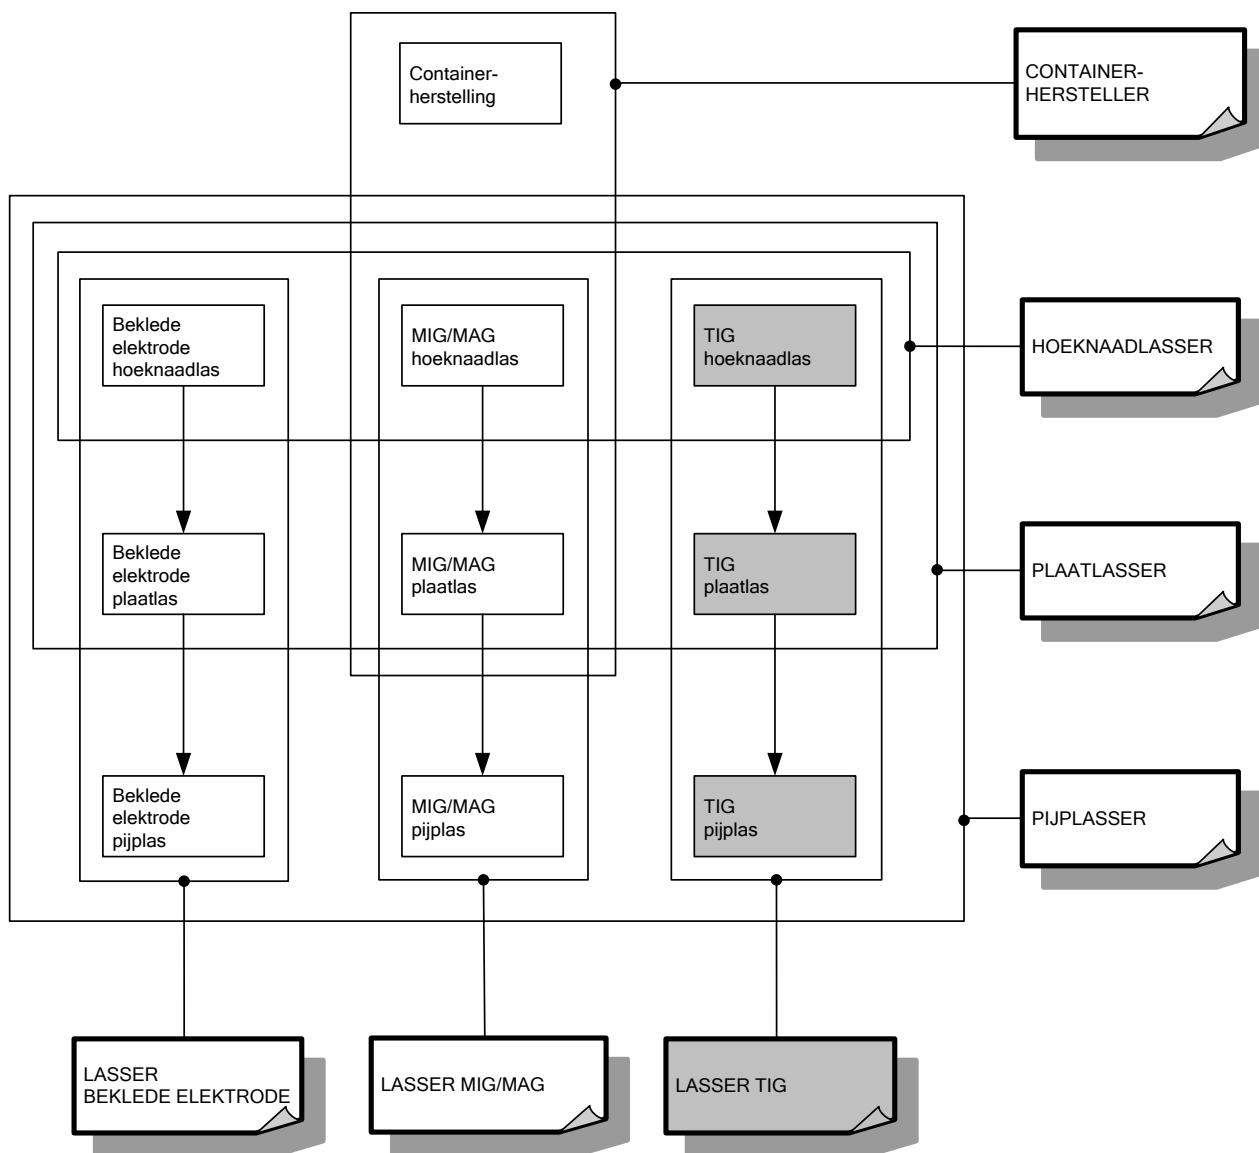 Container-
herstelling
CONTAINER-
HERSTELLER
Beklede
elektrode
hoeknaadlas
MIG/MAG
hoeknaadlas
TIG
hoeknaadlas
HOEKNAADLASSER
Beklede
elektrode
plaatlas
MIG/MAG
plaatlas
TIG
plaatlas
PLAATLASSER
Beklede
elektrode
pijplas
MIG/MAG
pijplas
TIG
pijplas
PIJPLASSER
LASSER
BEKLEDE ELEKTRODE
LASSER MIG/MAG
LASSER TIG